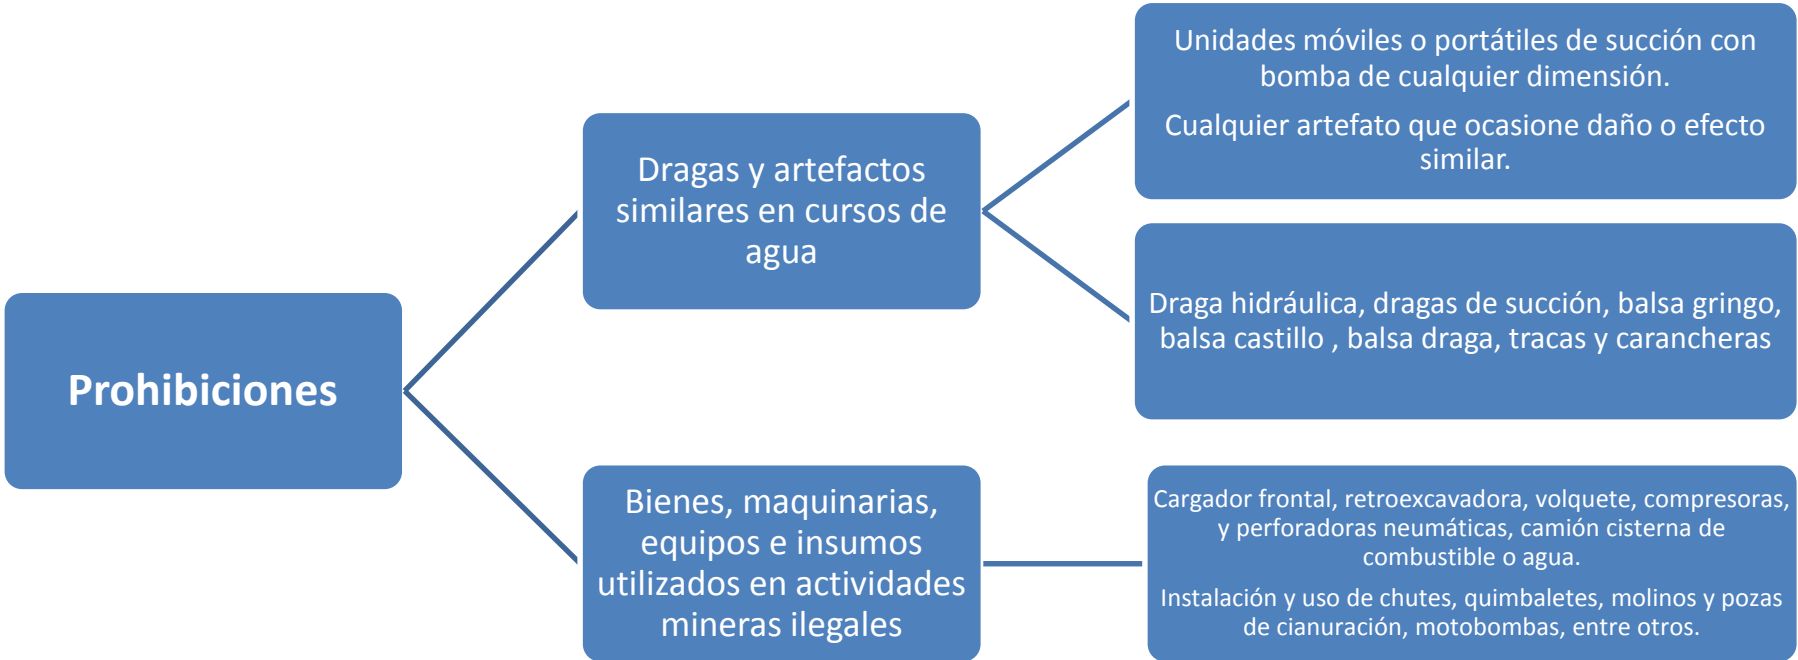 Prohibiciones
Dragas y artefactos
similares en cursos de
agua
Unidades móviles o portátiles de succión con
bomba de cualquier dimensión.
Cualquier artefato que ocasione daño o efecto
similar.
Draga hidráulica, dragas de succión, balsa gringo,
balsa castillo , balsa draga, tracas y carancheras
Bienes, maquinarias,
equipos e insumos
utilizados en actividades
mineras ilegales
Cargador frontal, retroexcavadora, volquete, compresoras,
y perforadoras neumáticas, camión cisterna de
combustible o agua.
Instalación y uso de chutes, quimbaletes, molinos y pozas
de cianuración, motobombas, entre otros.